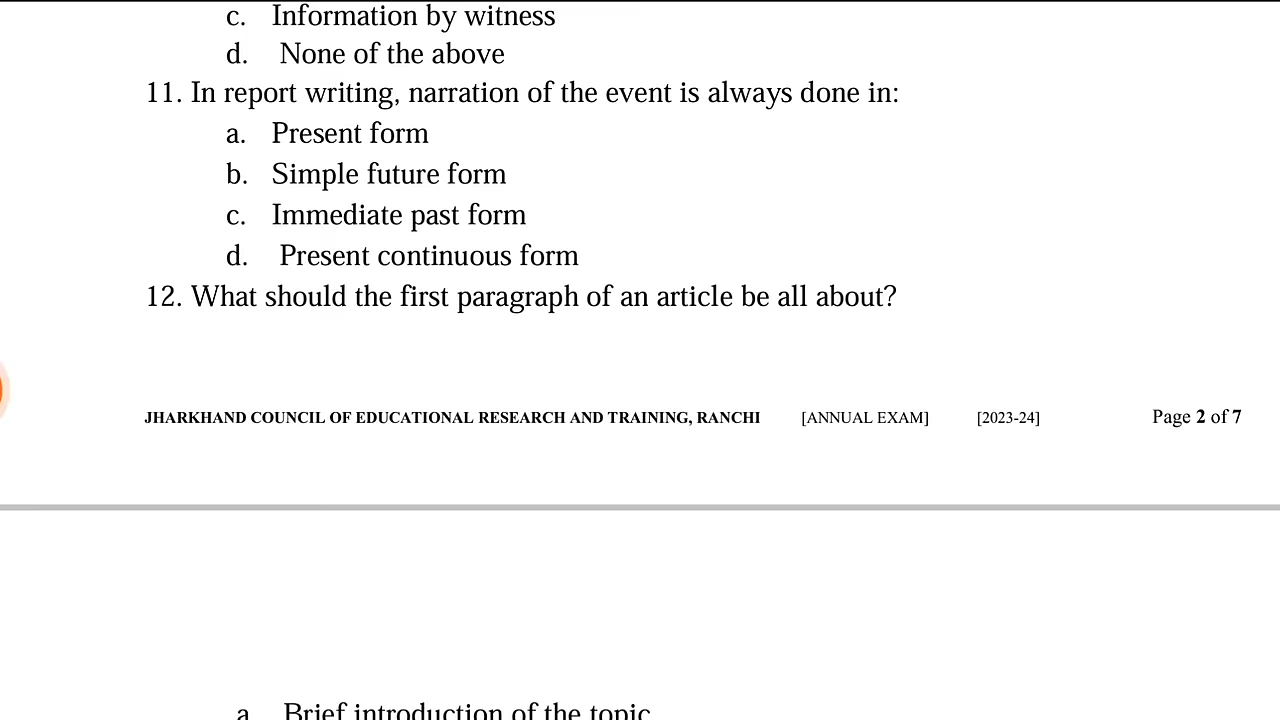 c. Information by witness
d. None of the above
11. In report writing, narration of the event is always done in:
a. Present form
b. Simple future form
c. Immediate past form
d. Present continuous form
12. What should the first paragraph of an article be all about?
JHARKHAND COUNCIL OF EDUCATIONAL RESEARCH AND TRAINING, RANCHI [ANNUAL EXAM] [2023-24] Page 2 of 7
a. Brief introduction of the topic